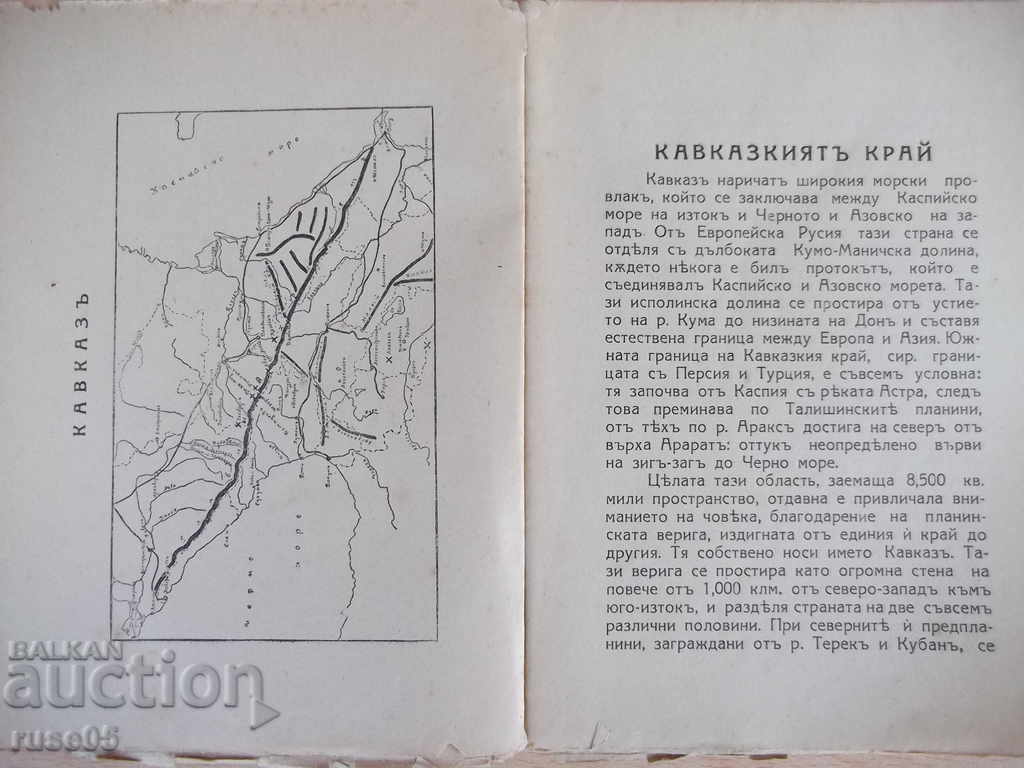 КАВКАЗЪ
Каспийско море
Черно море
КАВКАЗКИЯТЪ КРАЙ
Кавказъ наричатъ широкия морски про-
влакъ, който се заключава между Каспийско
море на изтокъ и Черното и Азовско на за-
падъ. Отъ Европейска Русия тази страна се
отдѣля съ дълбоката Кумо-Маничска долина,
кѫдето нѣкога е билъ протокътъ, който е
съединявалъ Каспийско и Азовско морета. Та-
зи исполинска долина се простира отъ устие-
то на р. Кума до низината на Донъ и съставя
естествена граница между Европа и Азия. Юж-
ната граница на Кавказкия край, сир. грани-
цата съ Персия и Турция, е съвсемъ условна:
тя започва отъ Каспия съ рѣката Астра, следъ
това преминава по Талишинскитѣ планини,
отъ тѣхъ по р. Араксъ достига на северъ отъ
върха Араратъ: оттукъ неопредѣлено върви
на зигъ-загъ до Черно море.
Цѣлата тази область, заемаща 8,500 кв.
мили пространство, отдавна е привличала вни-
манието на човѣка, благодарение на планин-
ската верига, издигната отъ единия ѝ край до
другия. Тя собствено носи името Кавказъ. Та-
зи верига се простира като огромна стена на
повече отъ 1,000 клм. отъ северо-западъ къмъ
юго-изтокъ, и раздѣля страната на две съвсемъ
различни половини. При севернитѣ ѝ предпла-
нини, заграждани отъ р. Терекъ и Кубанъ, се
BALKAN
auction
ruse05